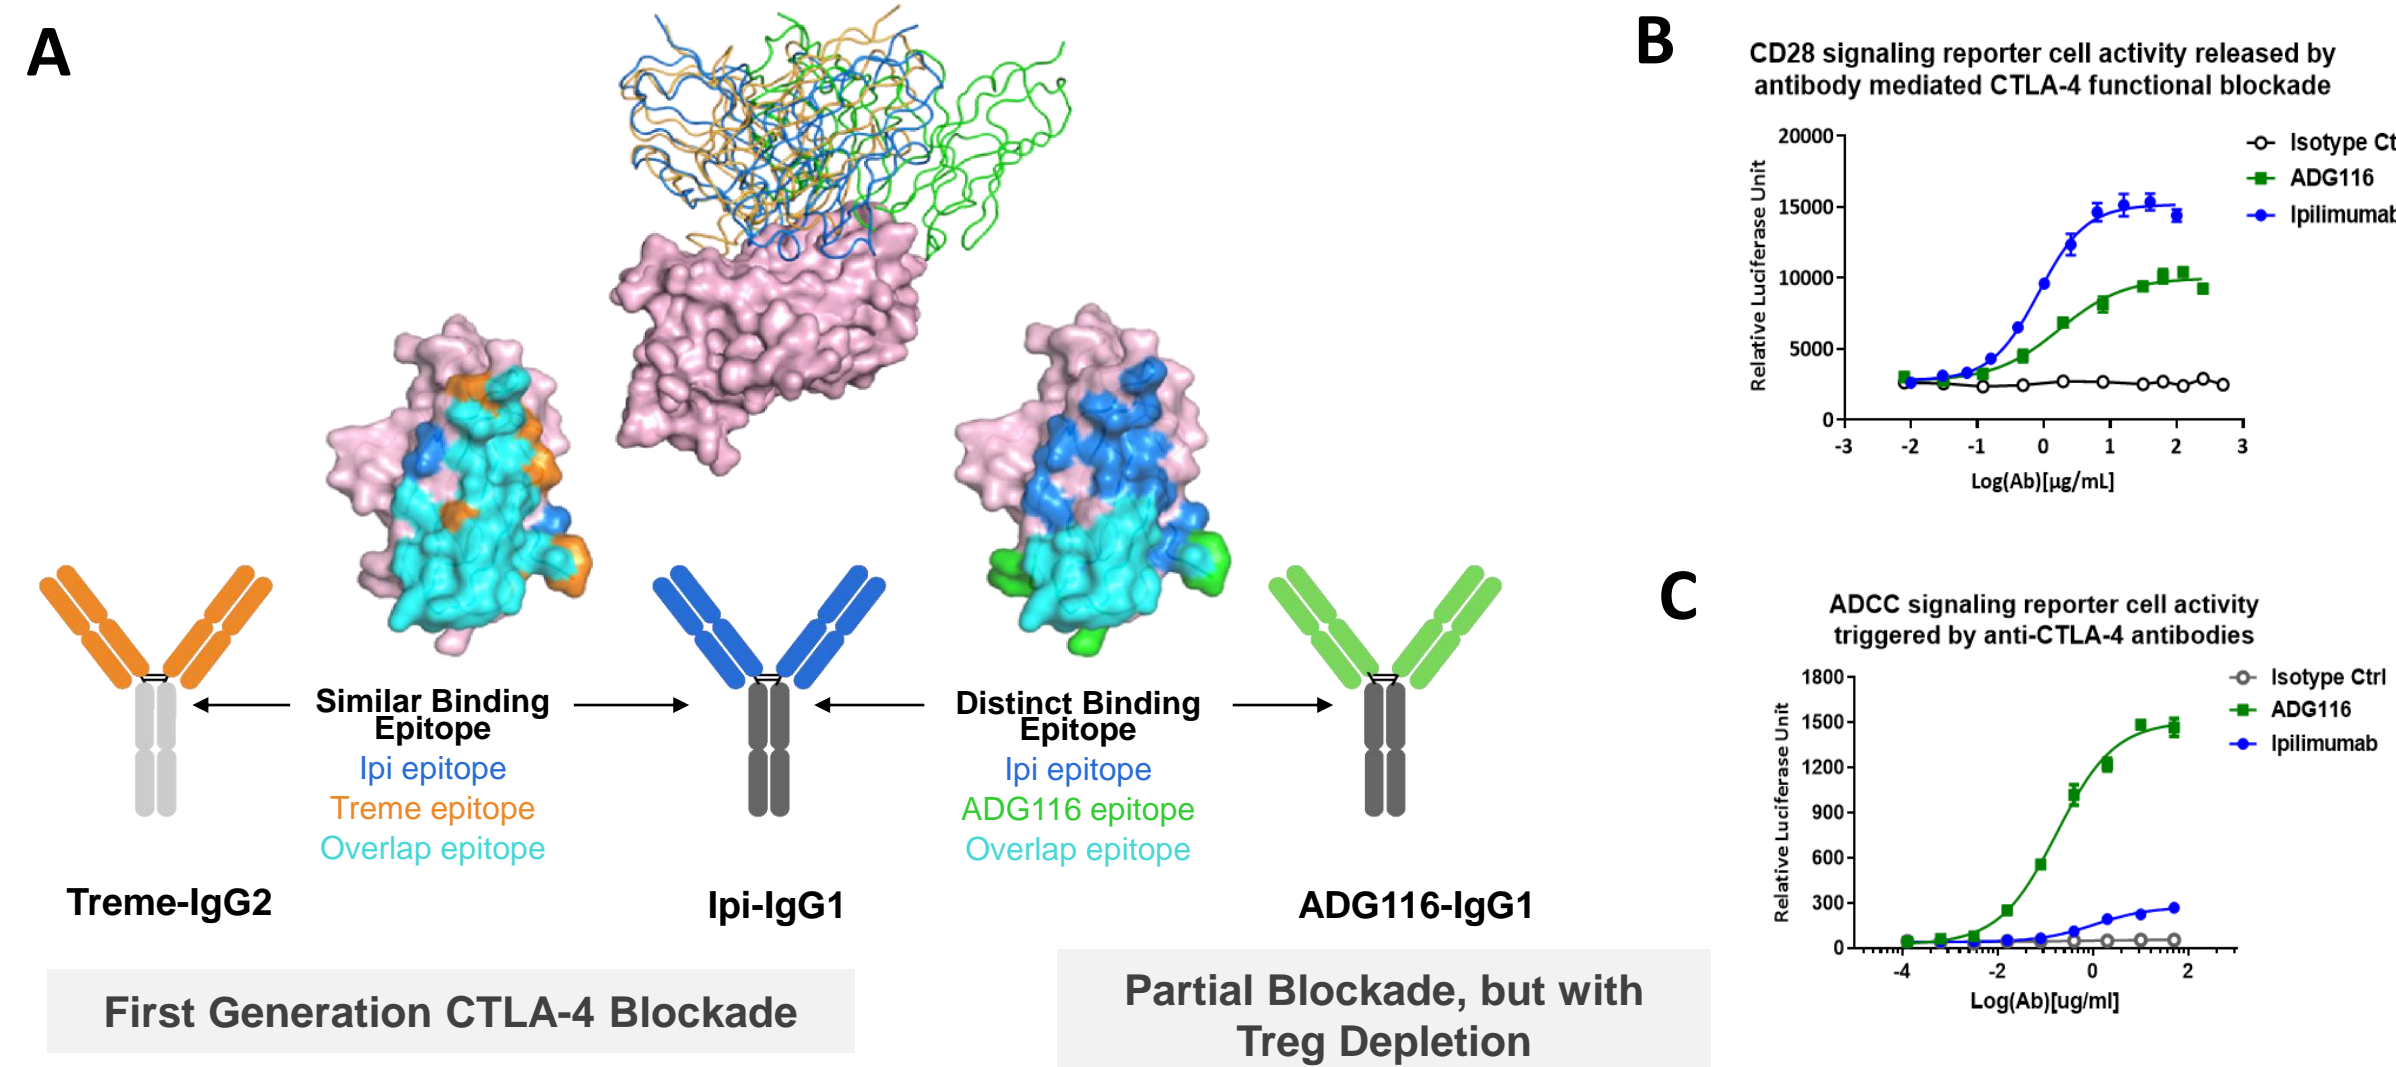 A
Similar Binding
Epitope
Ipi epitope
Treme epitope
Overlap epitope
Distinct Binding
Epitope
Ipi epitope
ADG116 epitope
Overlap epitope
Treme-IgG2
Ipi-IgG1
ADG116-IgG1
First Generation CTLA-4 Blockade
Partial Blockade, but with
Treg Depletion
B
CD28 signaling reporter cell activity released by
antibody mediated CTLA-4 functional blockade
Relative Luciferase Unit
20000
15000
10000
5000
0
-3 -2 -1 0 1 2 3
Log(Ab)[µg/mL]
Isotype Ct
ADG116
Ipilimumab
C
ADCC signaling reporter cell activity
triggered by anti-CTLA-4 antibodies
Relative Luciferase Unit
1800
1500
1200
900
600
300
0
-4 -2 0 2
Log(Ab)[ug/ml]
Isotype Ctrl
ADG116
Ipilimumab